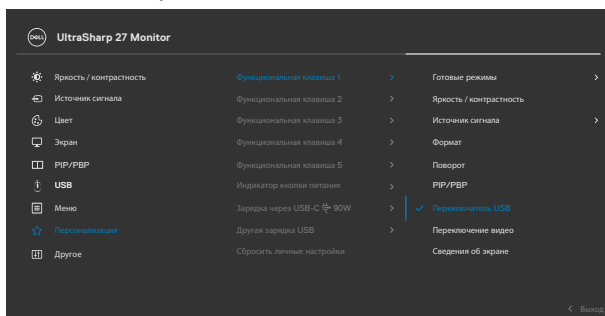 DELL
UltraSharp 27 Monitor
Яркость / контрастность
Источник сигнала
Цвет
Экран
PIP/PBP
USB
Меню
Персонализация
Другое
Функциональная клавиша 1
Функциональная клавиша 2
Функциональная клавиша 3
Функциональная клавиша 4
Функциональная клавиша 5
Индикатор кнопки питания
Зарядка через USB-C 90W
Другая зарядка USB
Сбросить личные настройки
Готовые режимы
Яркость / контрастность
Источник сигнала
Формат
Поворот
PIP/PBP
Переключатель USB
Переключение видео
Сведения об экране
Выход